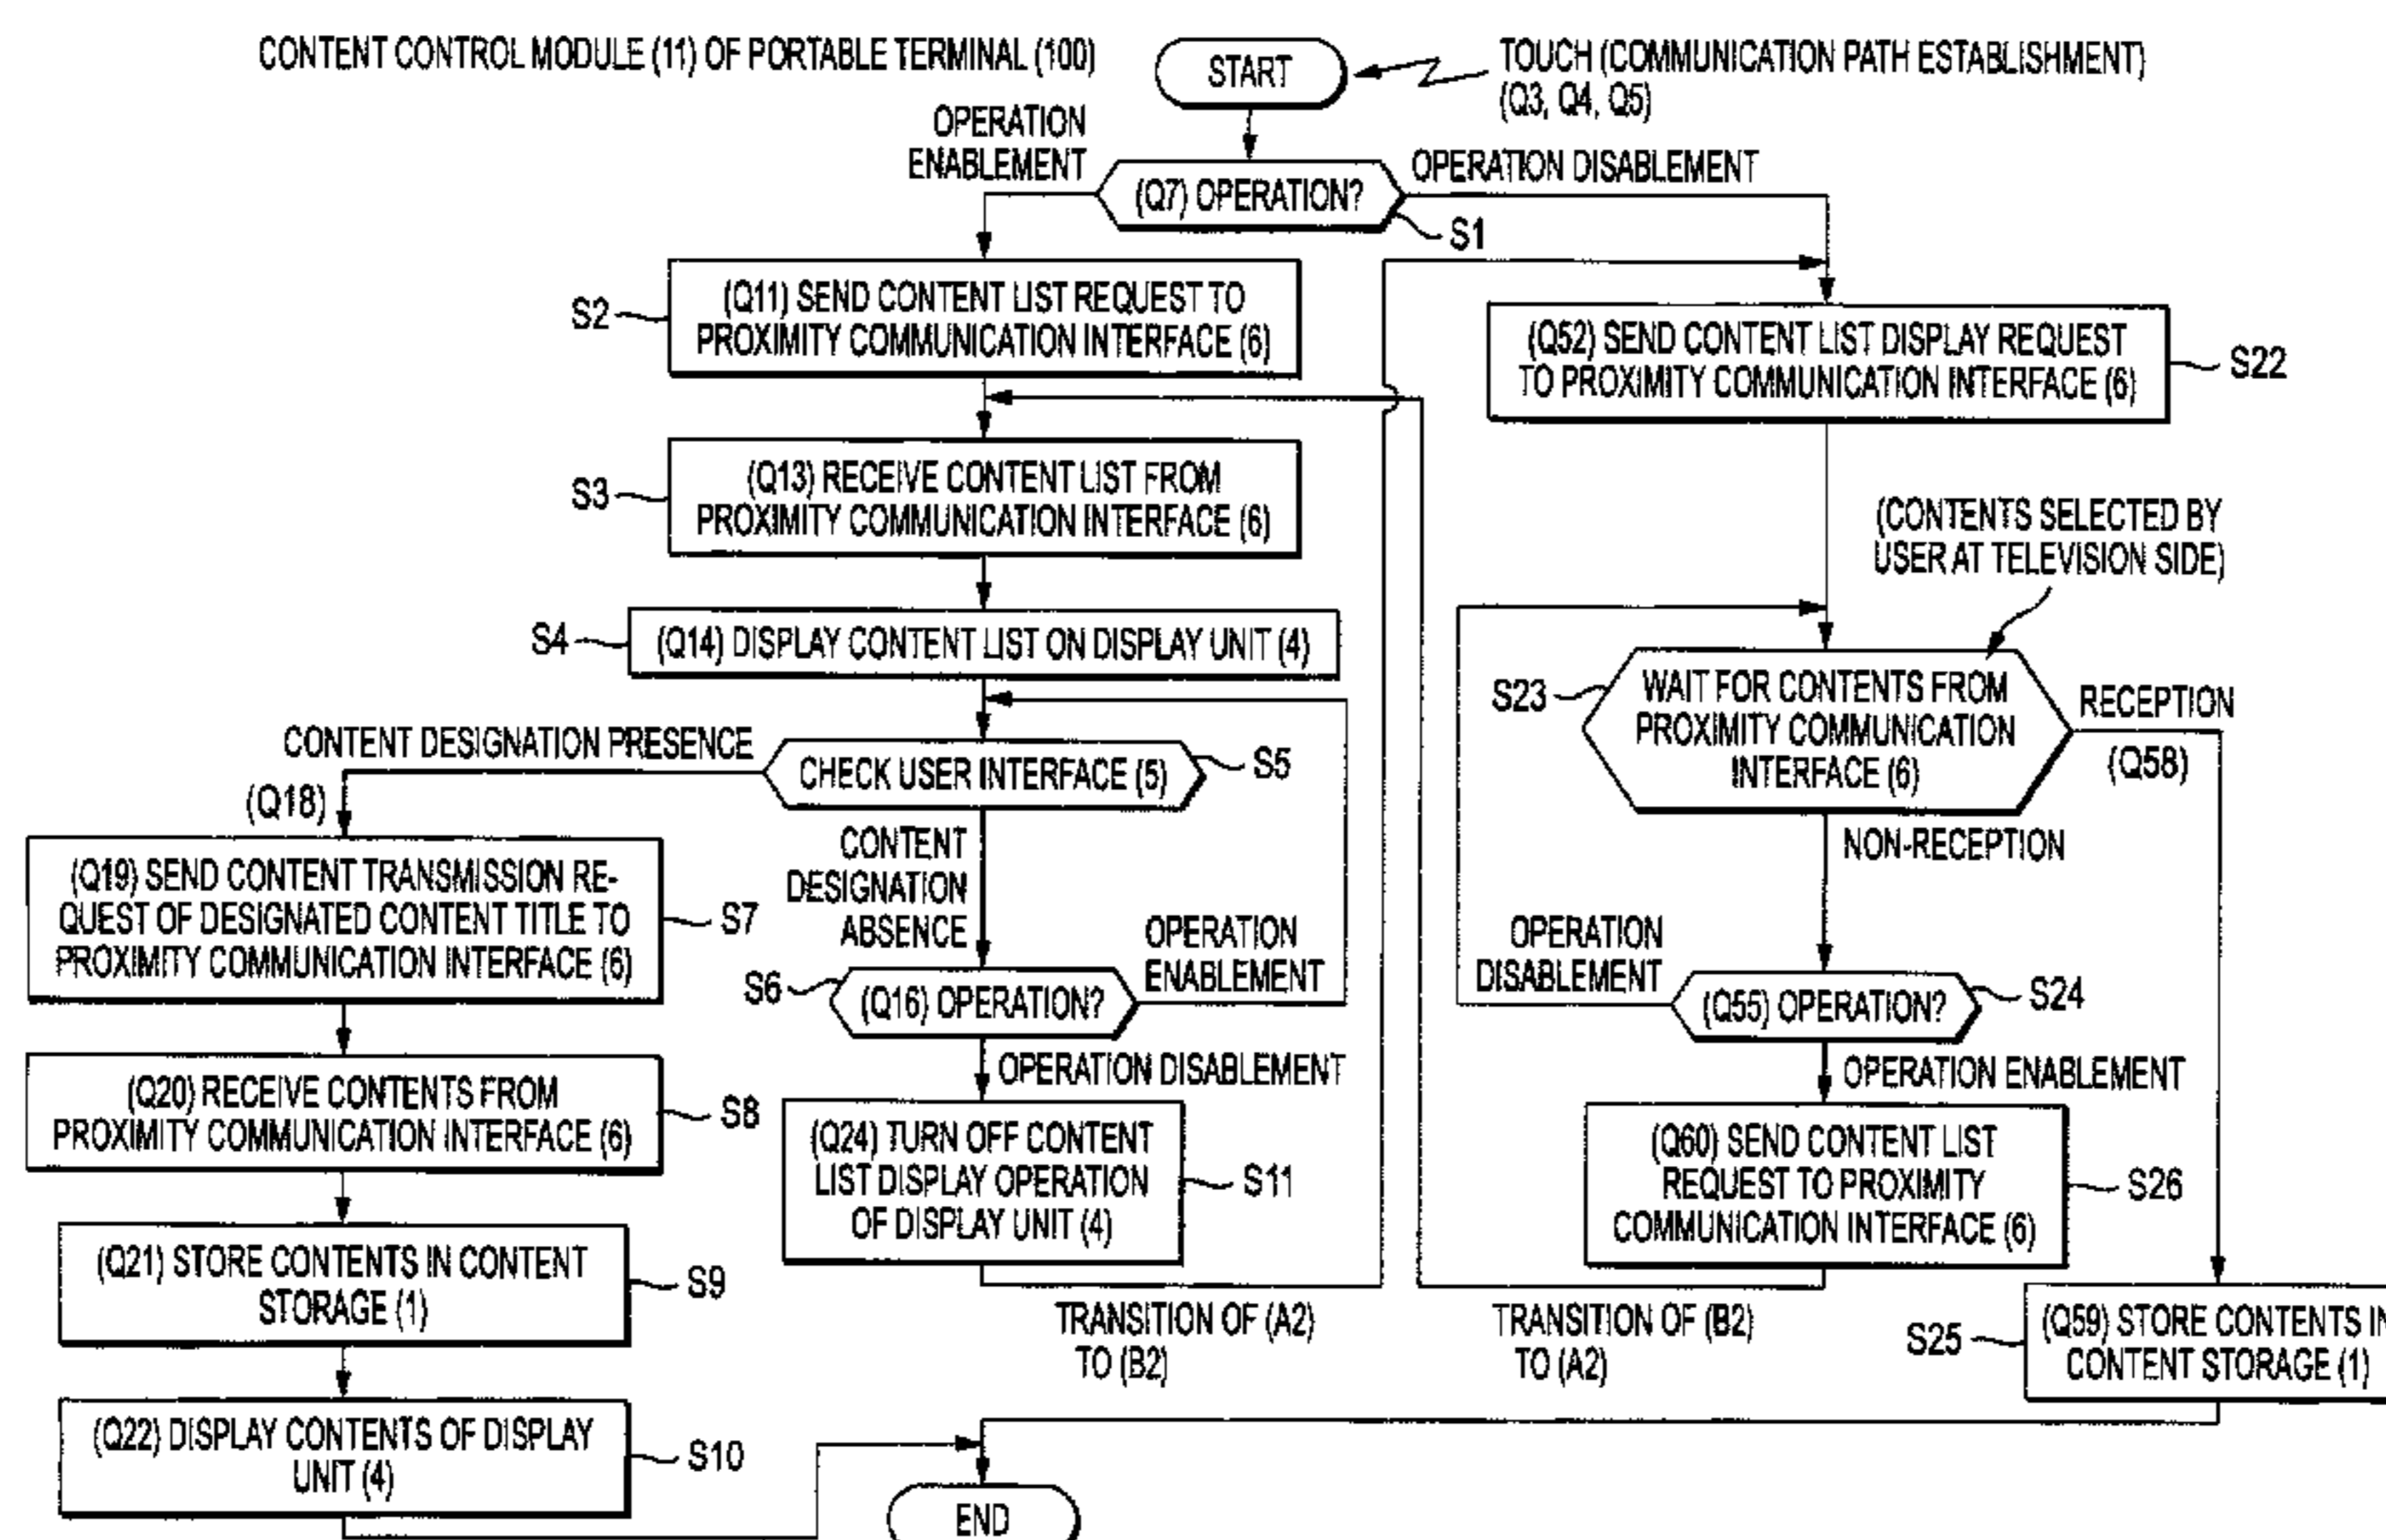 CONTENT CONTROL MODULE (11) OF PORTABLE TERMINAL (100)
START
TOUCH (COMMUNICATION PATH ESTABLISHMENT)
(Q3, Q4, Q5)
OPERATION
ENABLEMENT
(Q7) OPERATION?
OPERATION DISABLEMENT
S1
S2
(Q11) SEND CONTENT LIST REQUEST TO
PROXIMITY COMMUNICATION INTERFACE (6)
(Q52) SEND CONTENT LIST DISPLAY REQUEST
TO PROXIMITY COMMUNICATION INTERFACE (6)
S22
S3
(Q13) RECEIVE CONTENT LIST FROM
PROXIMITY COMMUNICATION INTERFACE (6)
(CONTENTS SELECTED BY
USER AT TELEVISION SIDE)
S4
(Q14) DISPLAY CONTENT LIST ON DISPLAY UNIT (4)
S23
WAIT FOR CONTENTS FROM
PROXIMITY COMMUNICATION
INTERFACE (6)
RECEPTION
(Q58)
CONTENT DESIGNATION PRESENCE
(Q18)
CHECK USER INTERFACE (5)
S5
CONTENT
DESIGNATION
ABSENCE
NON-RECEPTION
(Q19) SEND CONTENT TRANSMISSION RE-
QUEST OF DESIGNATED CONTENT TITLE TO
PROXIMITY COMMUNICATION INTERFACE (6)
S7
OPERATION
ENABLEMENT
OPERATION
DISABLEMENT
S6
(Q16) OPERATION?
(Q55) OPERATION?
S24
OPERATION DISABLEMENT
OPERATION ENABLEMENT
(Q20) RECEIVE CONTENTS FROM
PROXIMITY COMMUNICATION INTERFACE (6)
S8
(Q24) TURN OFF CONTENT
LIST DISPLAY OPERATION
OF DISPLAY UNIT (4)
S11
(Q60) SEND CONTENT LIST
REQUEST TO PROXIMITY
COMMUNICATION INTERFACE (6)
S26
(Q21) STORE CONTENTS IN CONTENT
STORAGE (1)
S9
TRANSITION OF (A2)
TO (B2)
TRANSITION OF (B2)
TO (A2)
S25
(Q59) STORE CONTENTS IN
CONTENT STORAGE (1)
(Q22) DISPLAY CONTENTS OF DISPLAY
UNIT (4)
S10
END